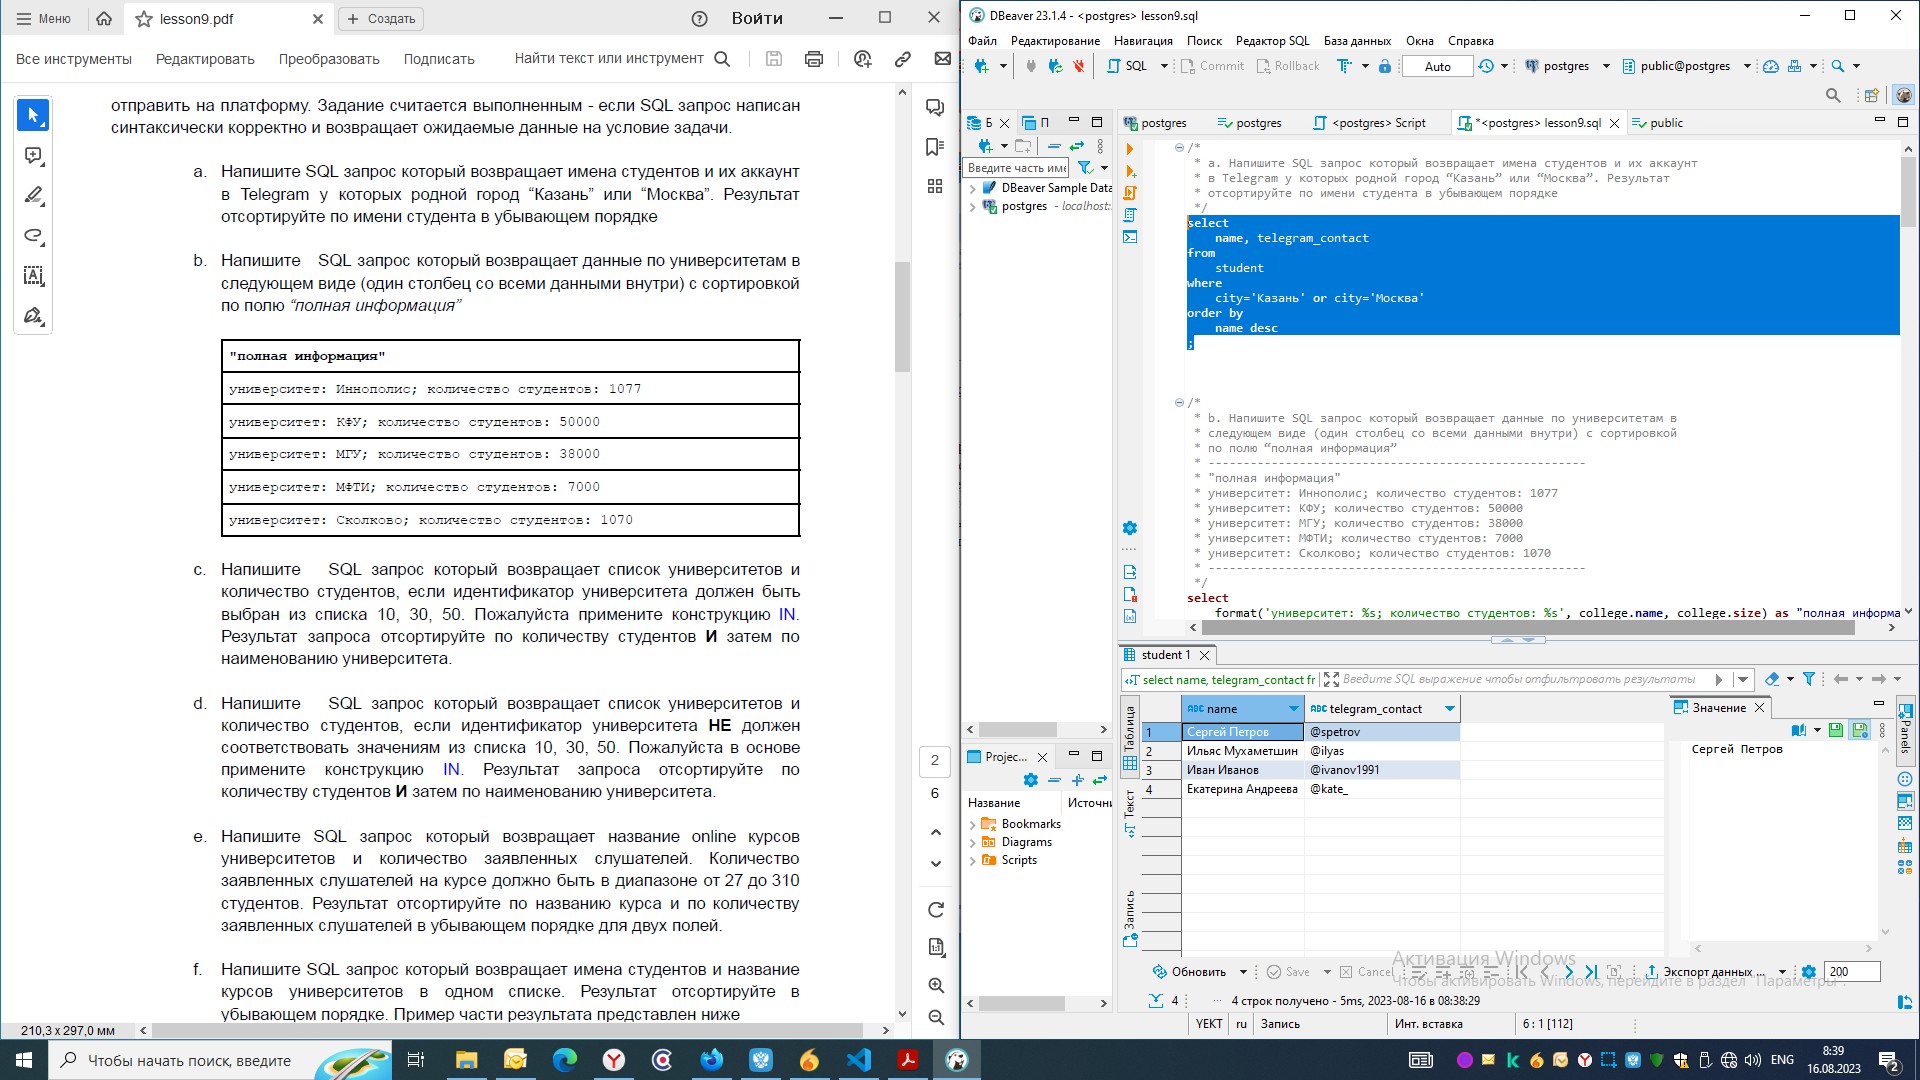 Меню
lesson9.pdf
Создать
Войти
Все инструменты
Редактировать
Преобразовать
Подписать
Найти текст или инструмент
отправить на платформу. Задание считается выполненным - если SQL запрос написан
синтаксически корректно и возвращает ожидаемые данные на условие задачи.
a. Напишите SQL запрос который возвращает имена студентов и их аккаунт
в Telegram у которых родной город “Казань” или “Москва”. Результат
отсортируйте по имени студента в убывающем порядке
b. Напишите SQL запрос который возвращает данные по университетам в
следующем виде (один столбец со всеми данными внутри) с сортировкой
по полю “полная информация”
"полная информация"
университет: Иннополис; количество студентов: 1077
университет: КФУ; количество студентов: 50000
университет: МГУ; количество студентов: 38000
университет: МФТИ; количество студентов: 7000
университет: Сколково; количество студентов: 1070
c. Напишите SQL запрос который возвращает список университетов и
количество студентов, если идентификатор университета должен быть
выбран из списка 10, 30, 50. Пожалуйста примените конструкцию IN.
Результат запроса отсортируйте по количеству студентов И затем по
наименованию университета.
d. Напишите SQL запрос который возвращает список университетов и
количество студентов, если идентификатор университета НЕ должен
соответствовать значениям из списка 10, 30, 50. Пожалуйста в основе
примените конструкцию IN. Результат запроса отсортируйте по
количеству студентов И затем по наименованию университета.
e. Напишите SQL запрос который возвращает название online курсов
университетов и количество заявленных слушателей. Количество
заявленных слушателей на курсе должно быть в диапазоне от 27 до 310
студентов. Результат отсортируйте по названию курса и по количеству
заявленных слушателей в убывающем порядке для двух полей.
f. Напишите SQL запрос который возвращает имена студентов и название
курсов университетов в одном списке. Результат отсортируйте в
убывающем порядке. Пример части результата представлен ниже
2
6
210,3 x 297,0 мм
DBeaver 23.1.4 - <postgres> lesson9.sql
Файл Редактирование Навигация Поиск Редактор SQL База данных Окна Справка
SQL Commit Rollback Auto postgres public@postgres
Б П
Введите часть име
DBeaver Sample Data
postgres - localhost:
postgres
postgres
<postgres> Script
*<postgres> lesson9.sql
public
/*
* a. Напишите SQL запрос который возвращает имена студентов и их аккаунт
* в Telegram у которых родной город “Казань” или “Москва”. Результат
* отсортируйте по имени студента в убывающем порядке
*/
select
name, telegram_contact
from
student
where
city='Казань' or city='Москва'
order by
name desc
;
/*
* b. Напишите SQL запрос который возвращает данные по университетам в
* следующем виде (один столбец со всеми данными внутри) с сортировкой
* по полю “полная информация”
* ------------------------------------------------------
* "полная информация"
* университет: Иннополис; количество студентов: 1077
* университет: КФУ; количество студентов: 50000
* университет: МГУ; количество студентов: 38000
* университет: МФТИ; количество студентов: 7000
* университет: Сколково; количество студентов: 1070
* ------------------------------------------------------
*/
select
format('университет: %s; количество студентов: %s', college.name, college.size) as "полная информа
Projec...
Название Источни
Bookmarks
Diagrams
Scripts
student 1
select name, telegram_contact fr
Введите SQL выражение чтобы отфильтровать результаты
Таблица
Текст
Запись
ABC name ABC telegram_contact
1 Сергей Петров @spetrov
2 Ильяс Мухаметшин @ilyas
3 Иван Иванов @ivanov1991
4 Екатерина Андреева @kate_
Значение
Сергей Петров
Panels
Активация Windows
Чтобы активировать Windows, перейдите в раздел "Параметры".
Обновить Save Cancel Экспорт данных ... 200
4 4 строк получено - 5ms, 2023-08-16 в 08:38:29
YEKT ru Запись Инт. вставка 6 : 1 [112]
Чтобы начать поиск, введите
ENG
8:39
16.08.2023
2